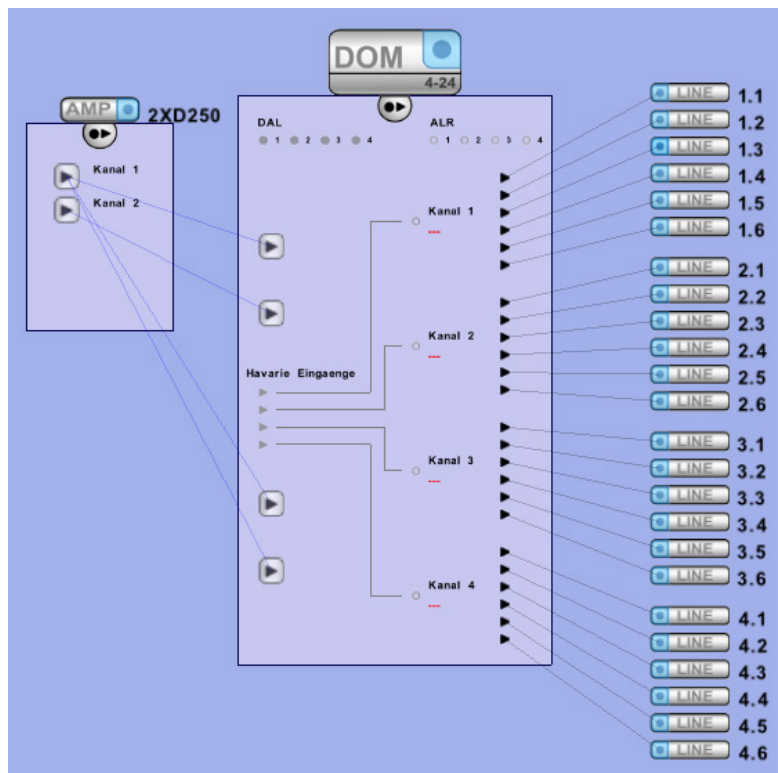 DOM
4-24
AMP 2XD250
Kanal 1
Kanal 2
DAL
1 2 3 4
ALR
1 2 3 4
Kanal 1
---
Kanal 2
---
Havarie Eingaenge
Kanal 3
---
Kanal 4
---
LINE 1.1
LINE 1.2
LINE 1.3
LINE 1.4
LINE 1.5
LINE 1.6
LINE 2.1
LINE 2.2
LINE 2.3
LINE 2.4
LINE 2.5
LINE 2.6
LINE 3.1
LINE 3.2
LINE 3.3
LINE 3.4
LINE 3.5
LINE 3.6
LINE 4.1
LINE 4.2
LINE 4.3
LINE 4.4
LINE 4.5
LINE 4.6